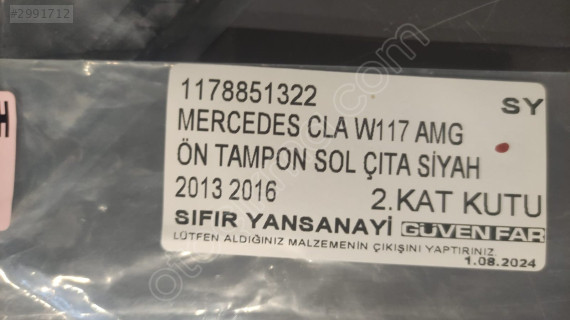 #2991712
1178851322 SY
MERCEDES CLA W117 AMG
ÖN TAMPON SOL ÇITA SİYAH
2013 2016 2.KAT KUTU
SIFIR YANSANAYİ GÜVEN FAR
LÜTFEN ALDIĞINIZ MALZEMENİN ÇIKIŞINI YAPTIRINIZ.
1.08.2024
H